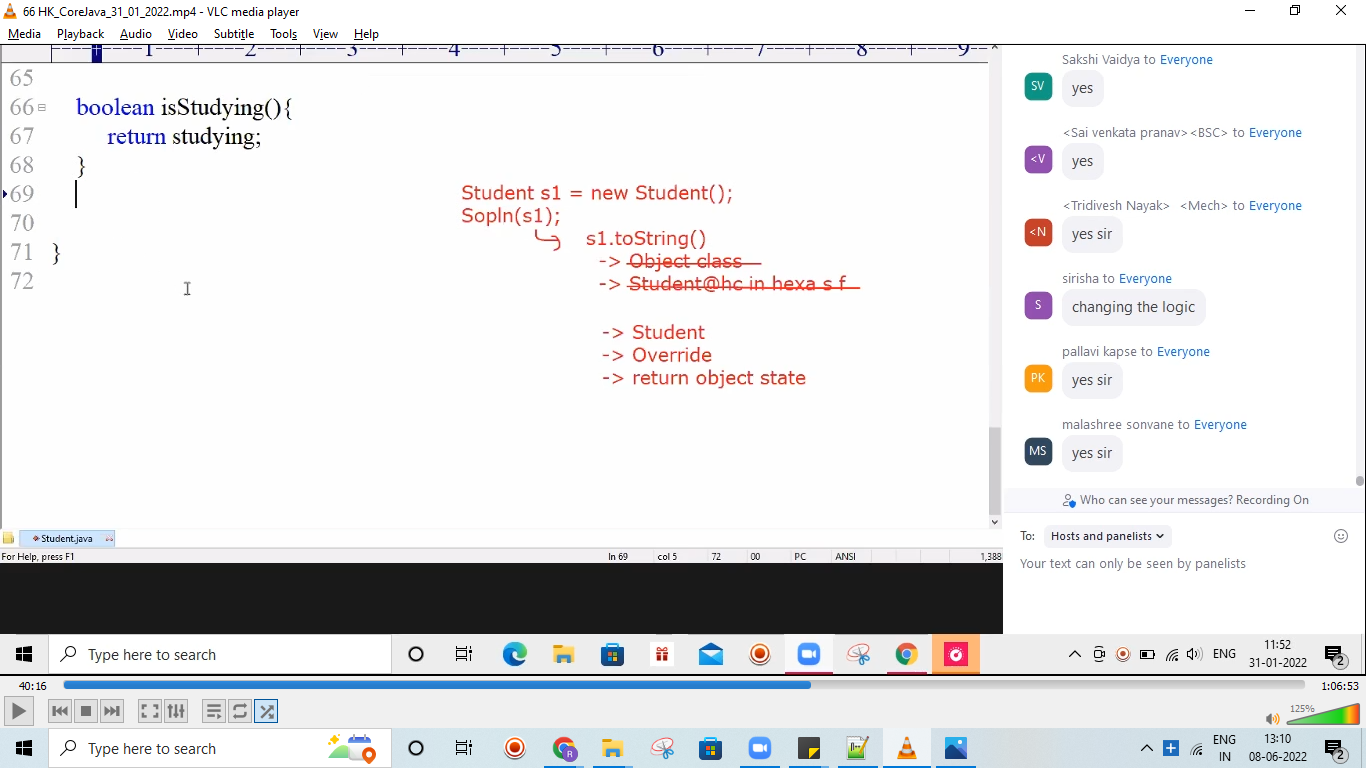 66 HK_CoreJava_31_01_2022.mp4 - VLC media player
Media Playback Audio Video Subtitle Tools View Help
1 2 3 4 5 6 7 8 9
65
66 boolean isStudying(){
67 return studying;
68 }
69
70
71 }
72
Student s1 = new Student();
Sopln(s1);
s1.toString()
-> Object class
-> Student@hc in hexa s f
-> Student
-> Override
-> return object state
Student.java
For Help, press F1
ln 69 col 5 72 00 PC ANSI 1,388
Sakshi Vaidya to Everyone
SV
yes
<Sai venkata pranav><BSC> to Everyone
<V
yes
<Tridivesh Nayak> <Mech> to Everyone
<N
yes sir
sirisha to Everyone
S
changing the logic
pallavi kapse to Everyone
PK
yes sir
malashree sonvane to Everyone
MS
yes sir
Who can see your messages? Recording On
To: Hosts and panelists
Your text can only be seen by panelists
Type here to search
ENG
11:52
31-01-2022
2
40:16
1:06:53
125%
Type here to search
R
ENG
IN
13:10
08-06-2022
2